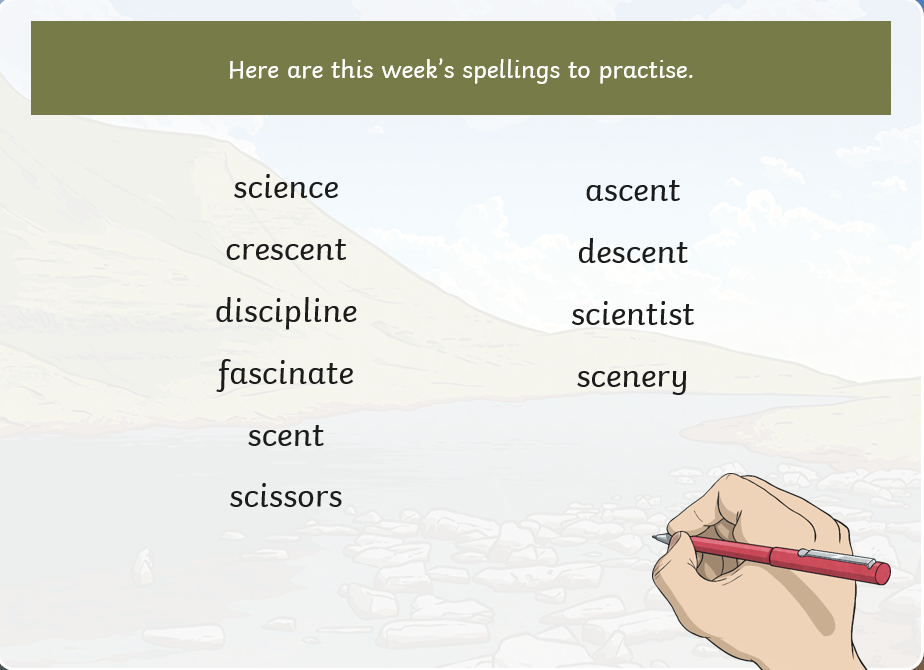 Here are this week's spellings to practise.
science
crescent
discipline
fascinate
scent
scissors
ascent
descent
scientist
scenery